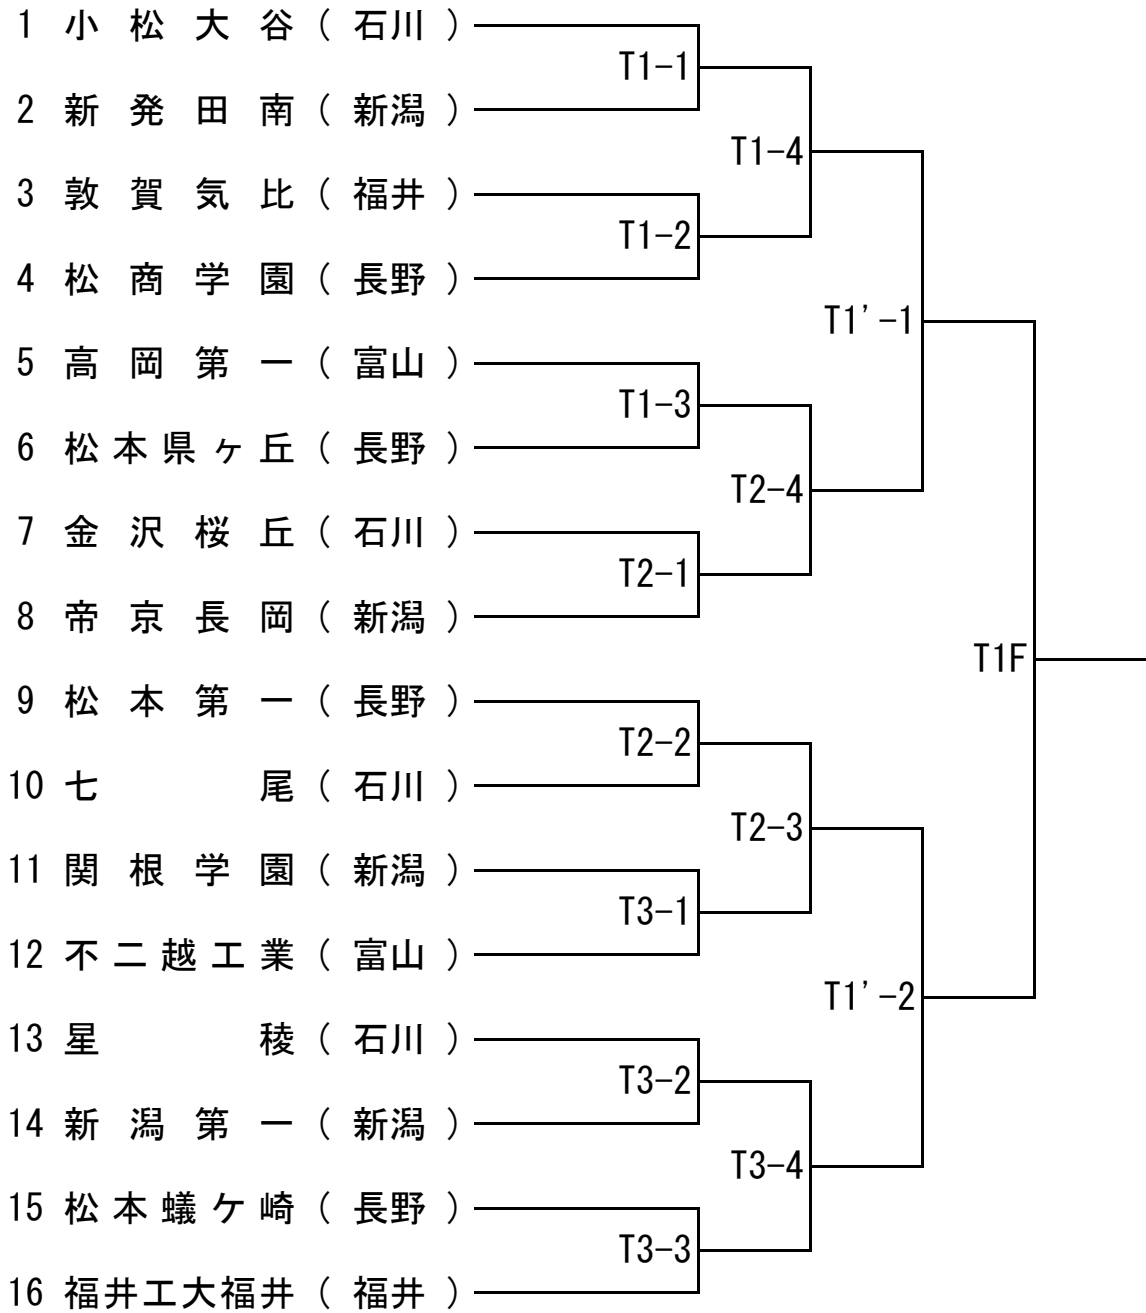 1 小松大谷（石川）
T1-1
2 新発田南（新潟）
T1-4
3 敦賀気比（福井）
T1-2
4 松商学園（長野）
T1'-1
5 高岡第一（富山）
T1-3
6 松本県ヶ丘（長野）
T2-4
7 金沢桜丘（石川）
T2-1
8 帝京長岡（新潟）
T1F
9 松本第一（長野）
T2-2
10 七尾（石川）
T2-3
11 関根学園（新潟）
T3-1
12 不二越工業（富山）
T1'-2
13 星稜（石川）
T3-2
14 新潟第一（新潟）
T3-4
15 松本蟻ケ崎（長野）
T3-3
16 福井工大福井（福井）